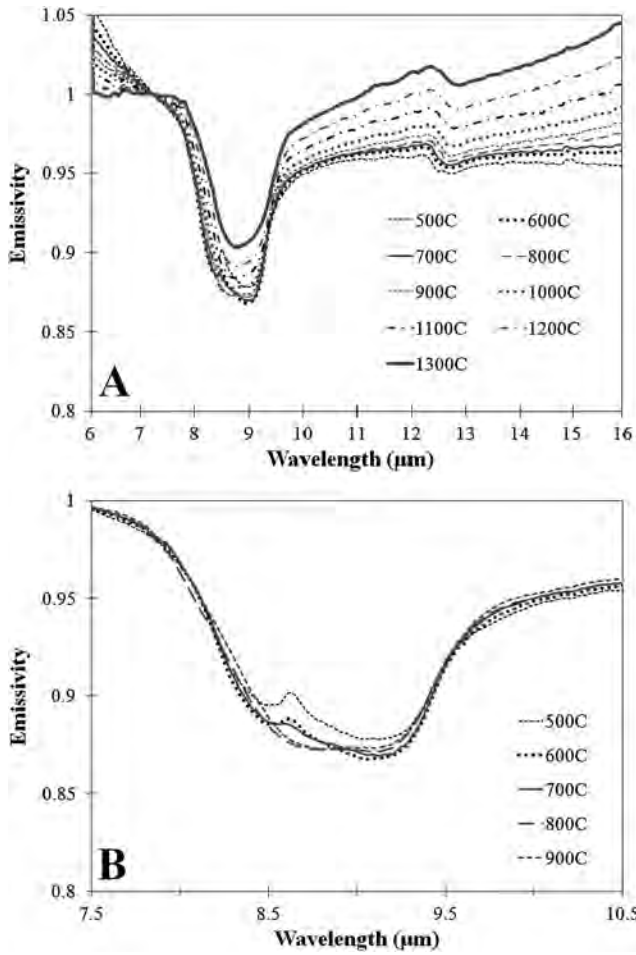 1.05
1
0.95
0.9
0.85
0.8
Emissivity
500C 600C
700C 800C
900C 1000C
1100C 1200C
1300C
A
6 7 8 9 10 11 12 13 14 15 16
Wavelength (µm)
1
0.95
0.9
0.85
0.8
Emissivity
500C
600C
700C
800C
900C
B
7.5 8.5 9.5 10.5
Wavelength (µm)